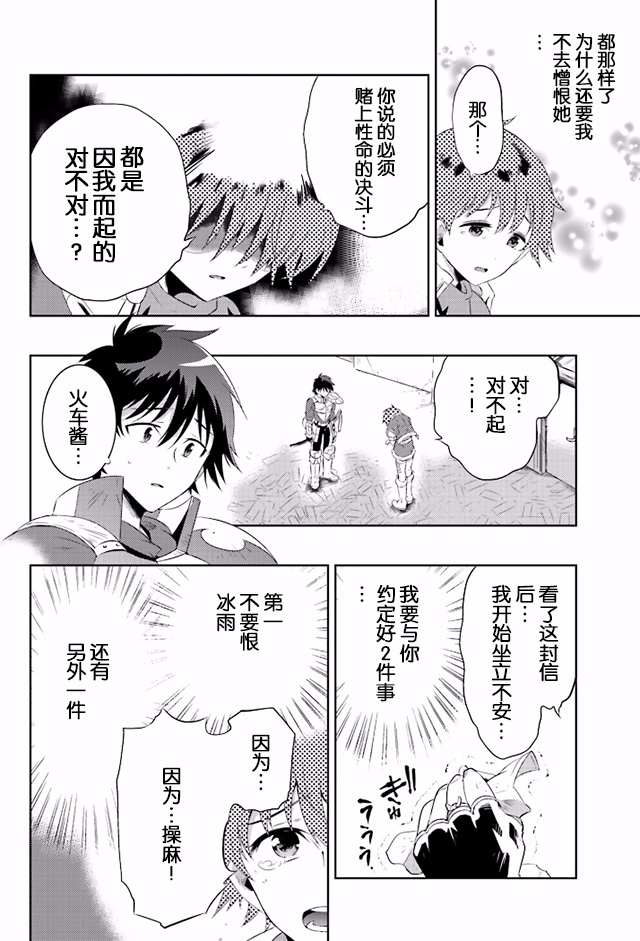 都那样了
为什么还要我
不去憎恨她
…
那个…
你说的必须
赌上性命的决斗…
都是
因我而起的
对不对…？
对…
对不起
…！
火车酱…
看了这封信
后…
我开始坐立不安…
我要与你
约定好2件事
ぎゅっ
第一
不要恨
冰雨
还有
另外一件
因为…
因为…操麻！